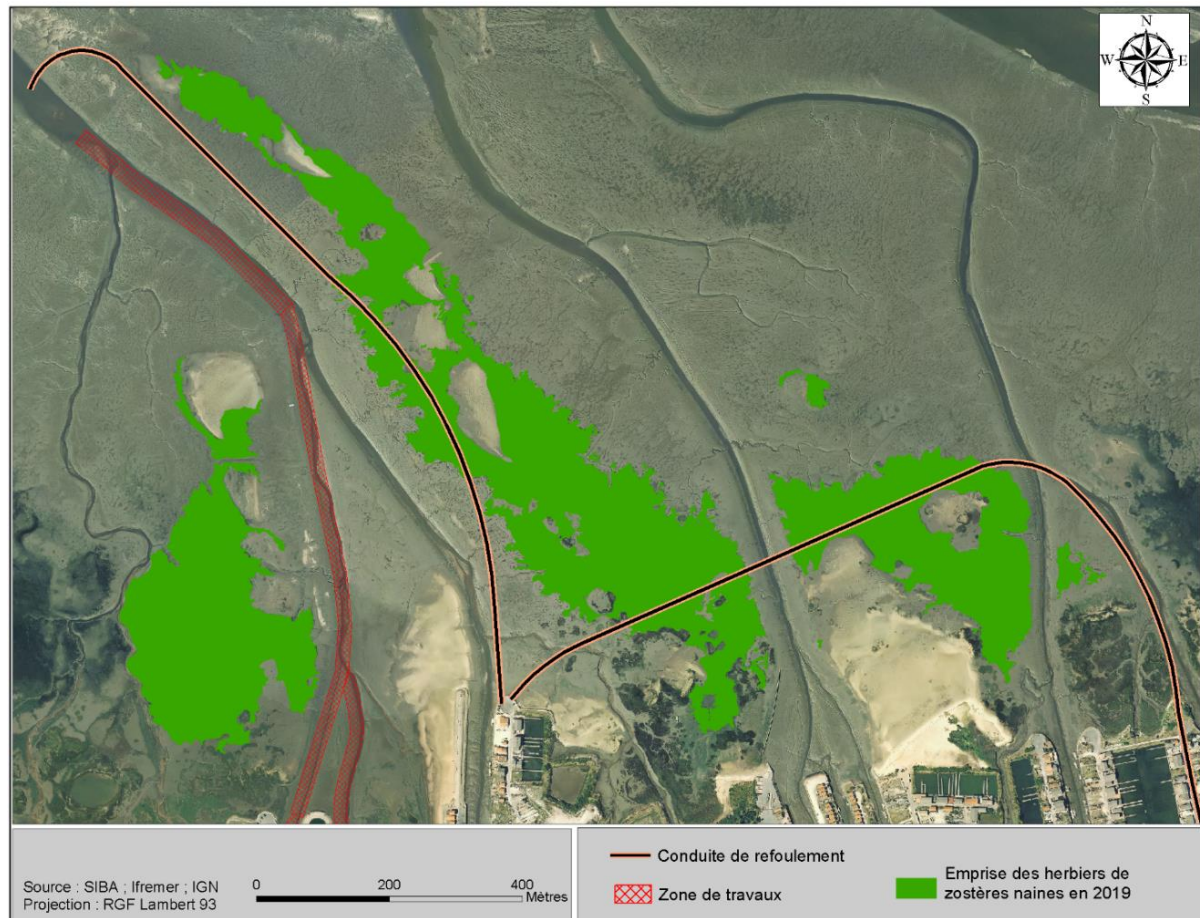 N
W E
S
Source : SIBA ; Ifremer ; IGN
Projection : RGF Lambert 93
0 200 400
Mètres
Conduite de refoulement
Zone de travaux
Emprise des herbiers de
zostères naines en 2019